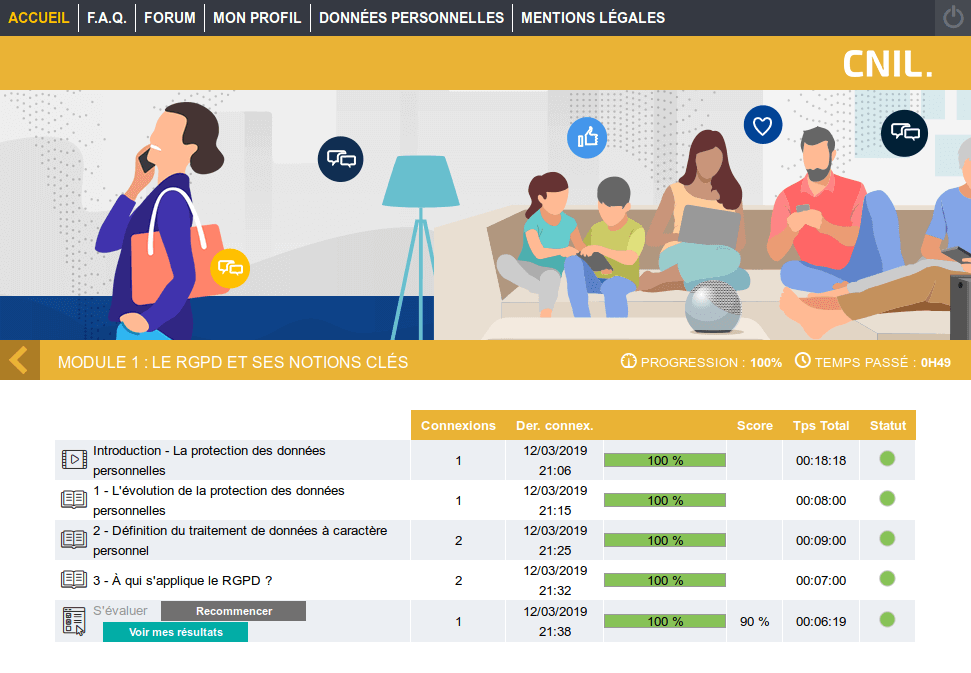 ACCUEIL F.A.Q. FORUM MON PROFIL DONNÉES PERSONNELLES MENTIONS LÉGALES
CNIL.
MODULE 1 : LE RGPD ET SES NOTIONS CLÉS PROGRESSION : 100% TEMPS PASSÉ : 0H49
Connexions Der. connex. Score Tps Total Statut
Introduction - La protection des données
personnelles
1 12/03/2019
21:06
100 % 00:18:18
1 - L'évolution de la protection des données
personnelles
1 12/03/2019
21:15
100 % 00:08:00
2 - Définition du traitement de données à caractère
personnel
2 12/03/2019
21:25
100 % 00:09:00
3 - À qui s'applique le RGPD ?
2 12/03/2019
21:32
100 % 00:07:00
S'évaluer Recommencer
Voir mes résultats
1 12/03/2019
21:38
100 % 90 % 00:06:19